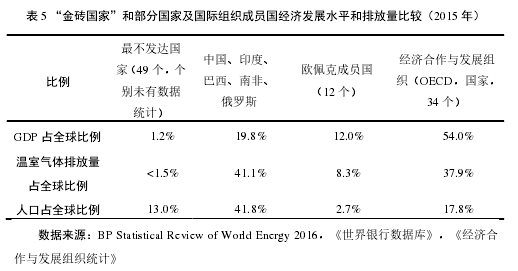 表 5 “金砖国家”和部分国家及国际组织成员国经济发展水平和排放量比较（2015 年）
比例
最不发达国
家（49 个，个
别未有数据
统计）
中国、印度、
巴西、南非、
俄罗斯
欧佩克成员国
（12 个）
经济合作与发展组
织（OECD，国家，
34 个）
GDP 占全球比例 1.2% 19.8% 12.0% 54.0%
温室气体排放量
占全球比例
<1.5% 41.1% 8.3% 37.9%
人口占全球比例 13.0% 41.8% 2.7% 17.8%
数据来源：BP Statistical Review of World Energy 2016，《世界银行数据库》，《经济合
作与发展组织统计》